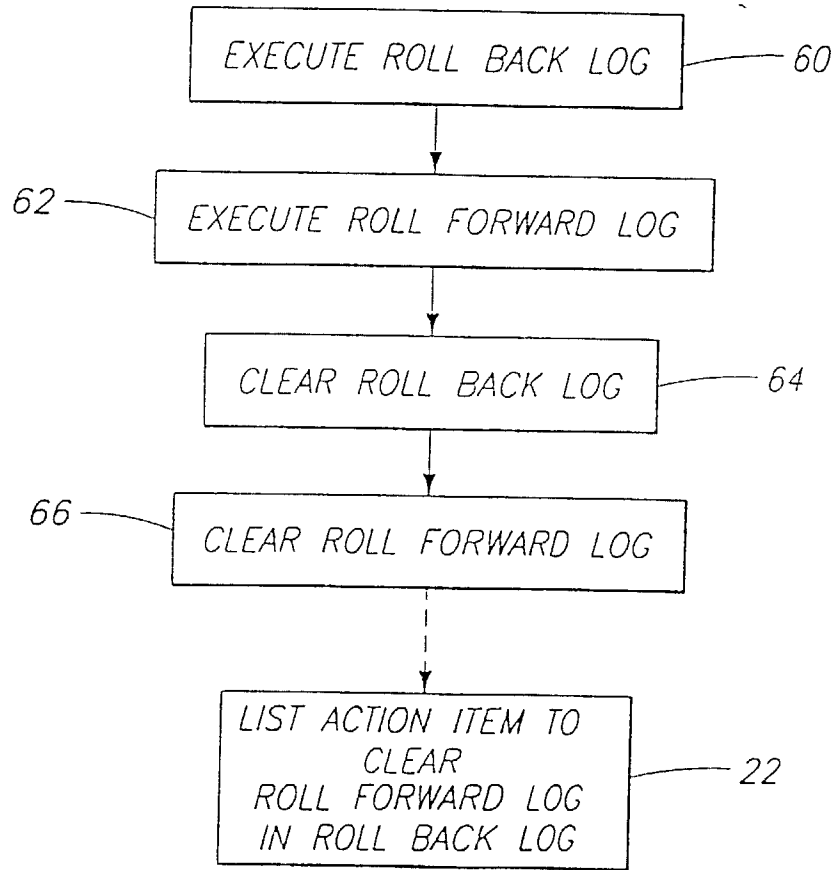 EXECUTE ROLL BACK LOG
60
62
EXECUTE ROLL FORWARD LOG
CLEAR ROLL BACK LOG
64
66
CLEAR ROLL FORWARD LOG
LIST ACTION ITEM TO
CLEAR
ROLL FORWARD LOG
IN ROLL BACK LOG
22